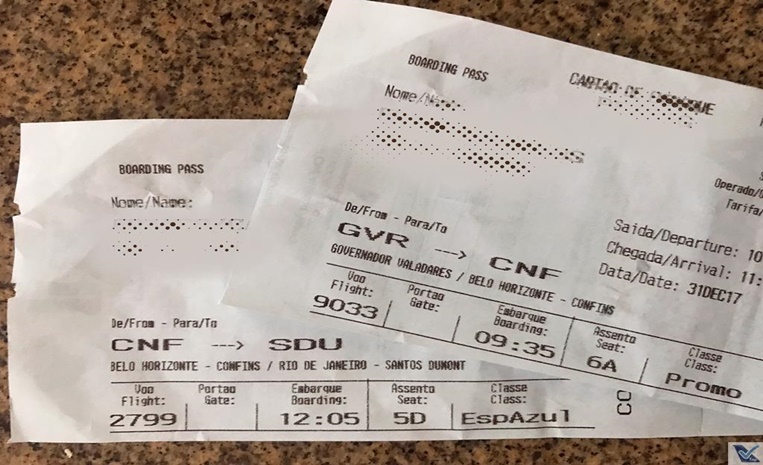 BOARDING PASS
Nome/Name:
De/From - Para/To
CNF ---> SDU
BELO HORIZONTE - CONFINS / RIO DE JANEIRO - SANTOS DUMONT
Voo Portao Embarque Assento Classe
Flight: Gate: Boarding: Seat: Class:
2799 12:05 5D EspAzul
BOARDING PASS
CARTAO DE
Nome/
De/From - Para/To
GVR ---> CNF
GOVERNADOR VALADARES / BELO HORIZONTE - CONFINS
Voo Portao Embarque Assento Classe
Flight: Gate: Boarding: Seat: Class:
9033 09:35 6A Promo
Operado/
Tarifa/
Saida/Departure: 10
Chegada/Arrival: 11:
Data/Date: 31DEC17
CO